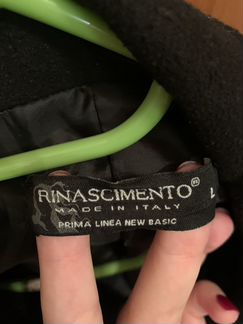 RINASCIMENTO®
MADE IN ITALY
PRIMA LINEA NEW BASIC